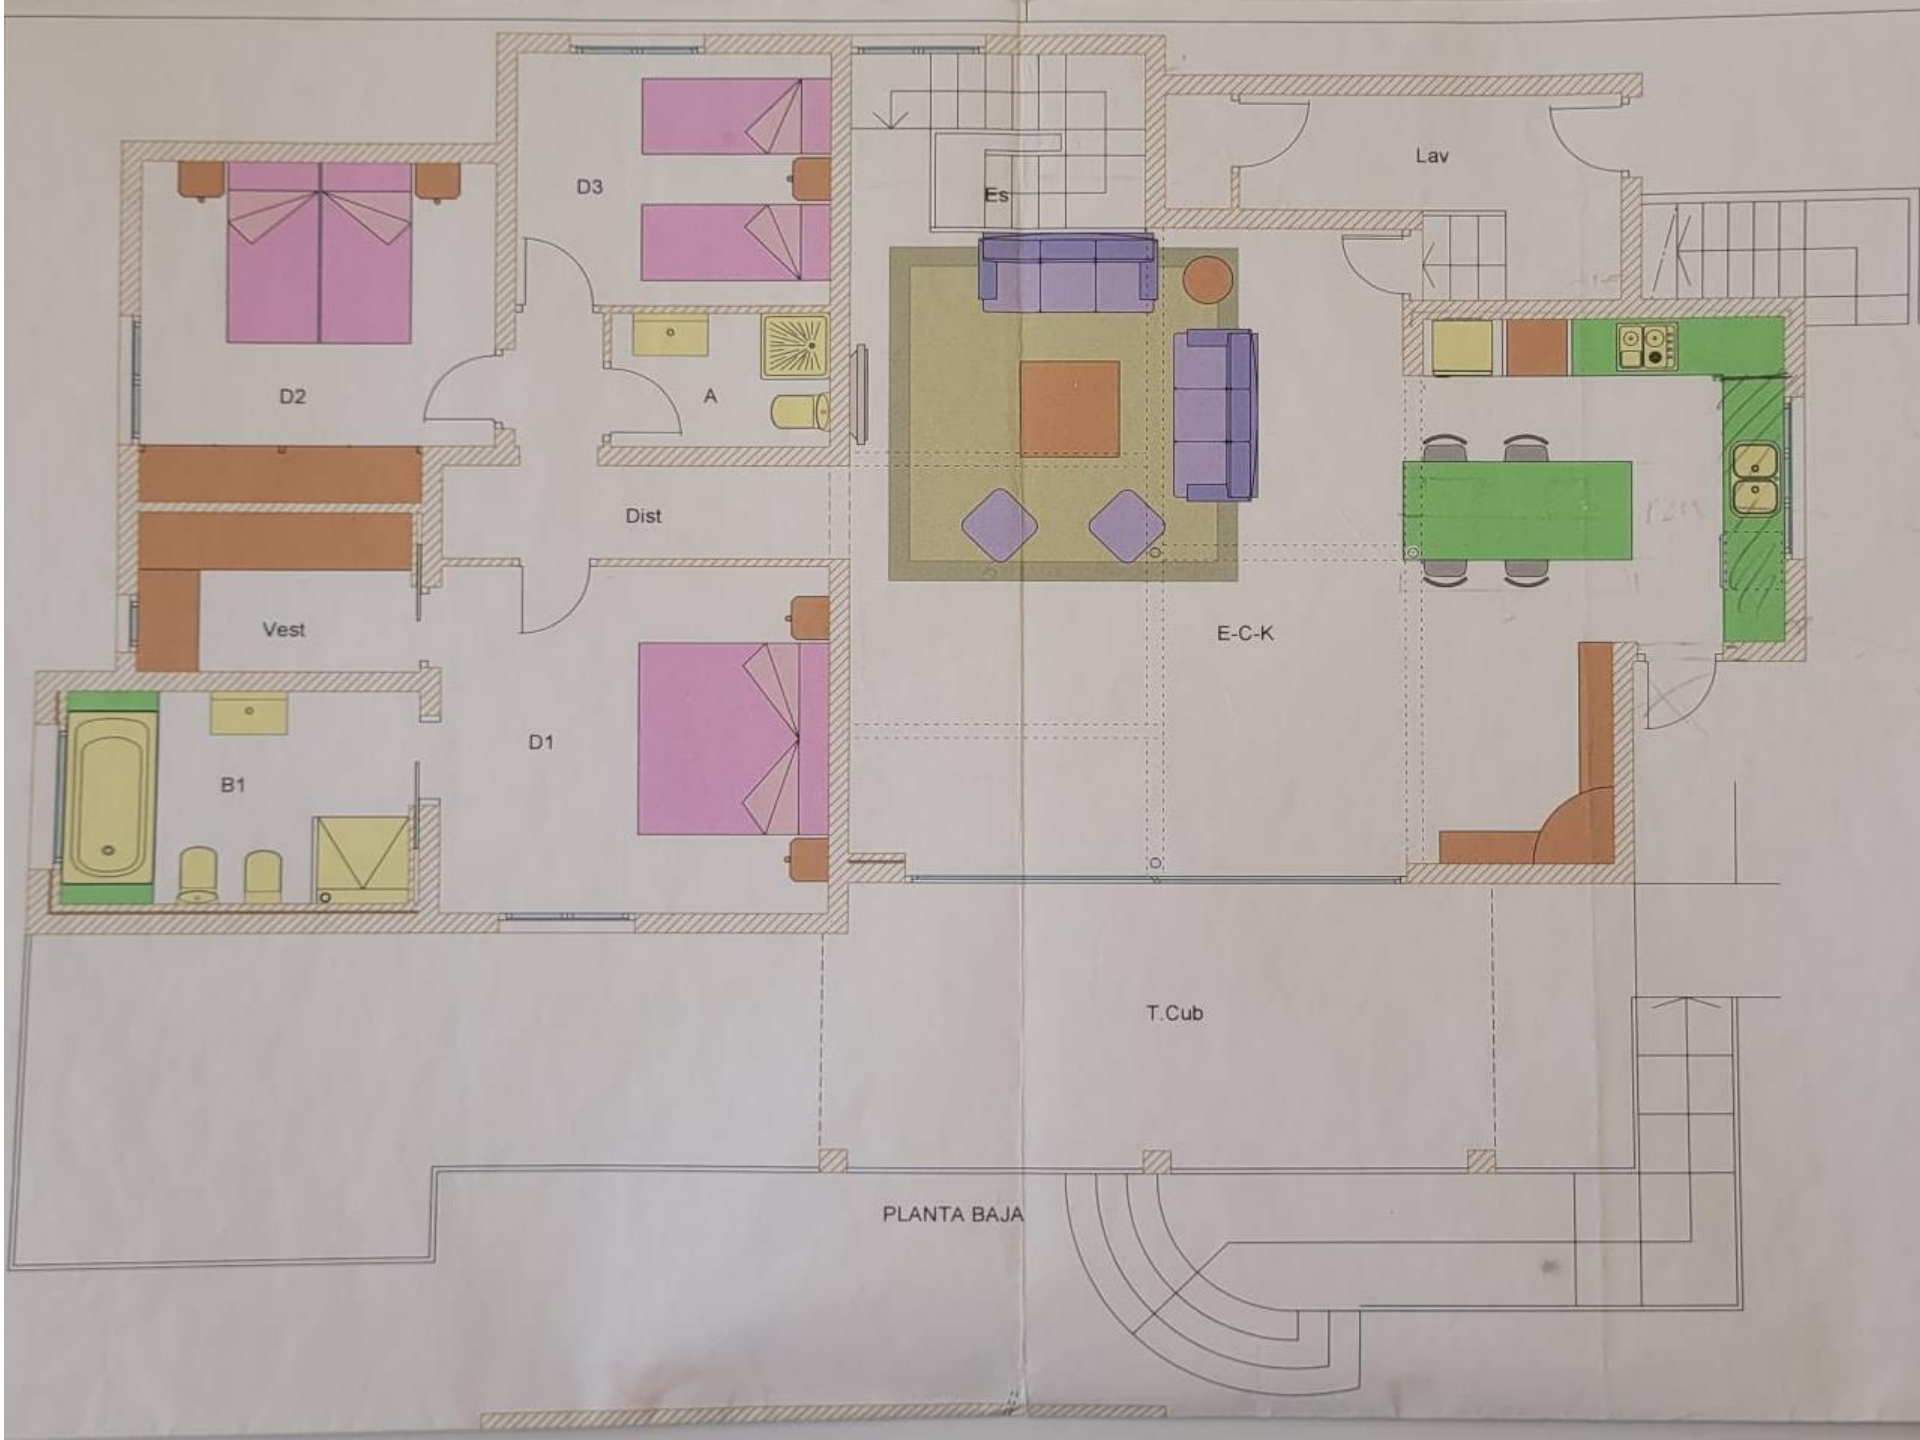 D3
Lav
Es
D2
A
Dist
Vest
E-C-K
D1
B1
T.Cub
PLANTA BAJA